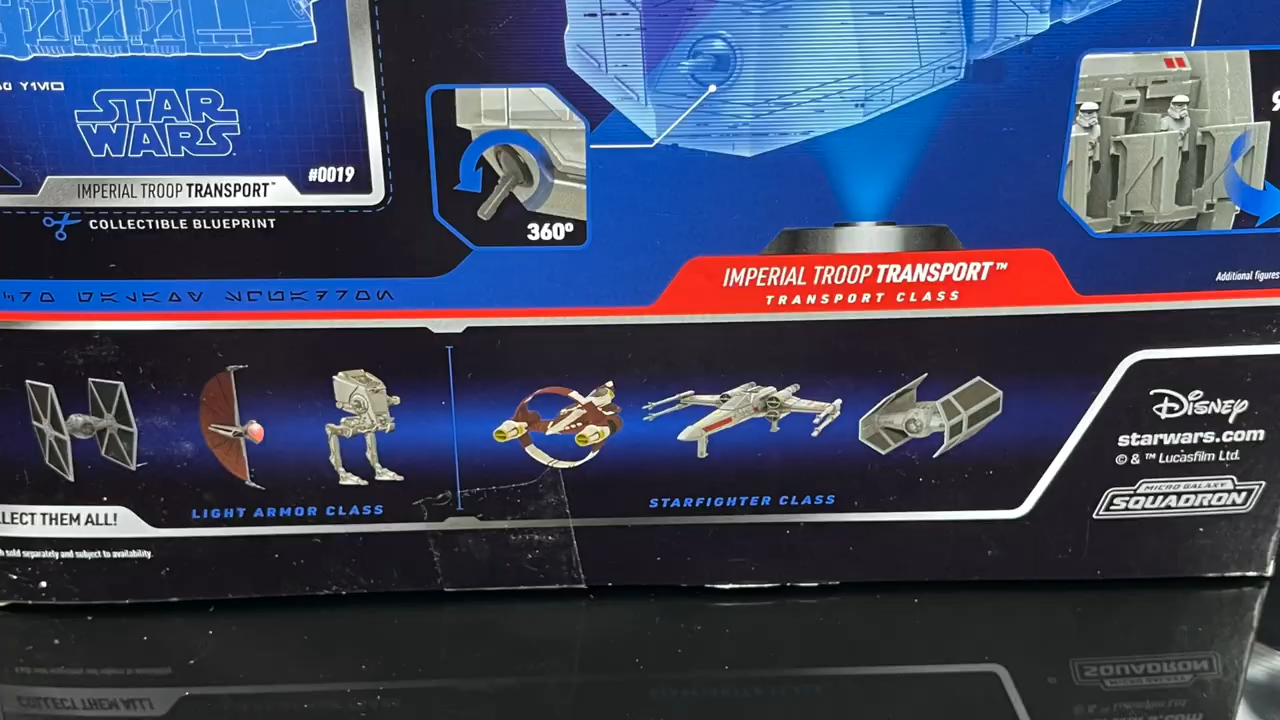 STAR
WARS
#0019
IMPERIAL TROOP TRANSPORT™
COLLECTIBLE BLUEPRINT
360º
9
IMPERIAL TROOP TRANSPORT™
TRANSPORT CLASS
Additional figures
LIGHT ARMOR CLASS
STARFIGHTER CLASS
LLECT THEM ALL!
sold separately and subject to availability.
Disney
starwars.com
© & ™ Lucasfilm Ltd.
MICRO GALAXY
SQUADRON